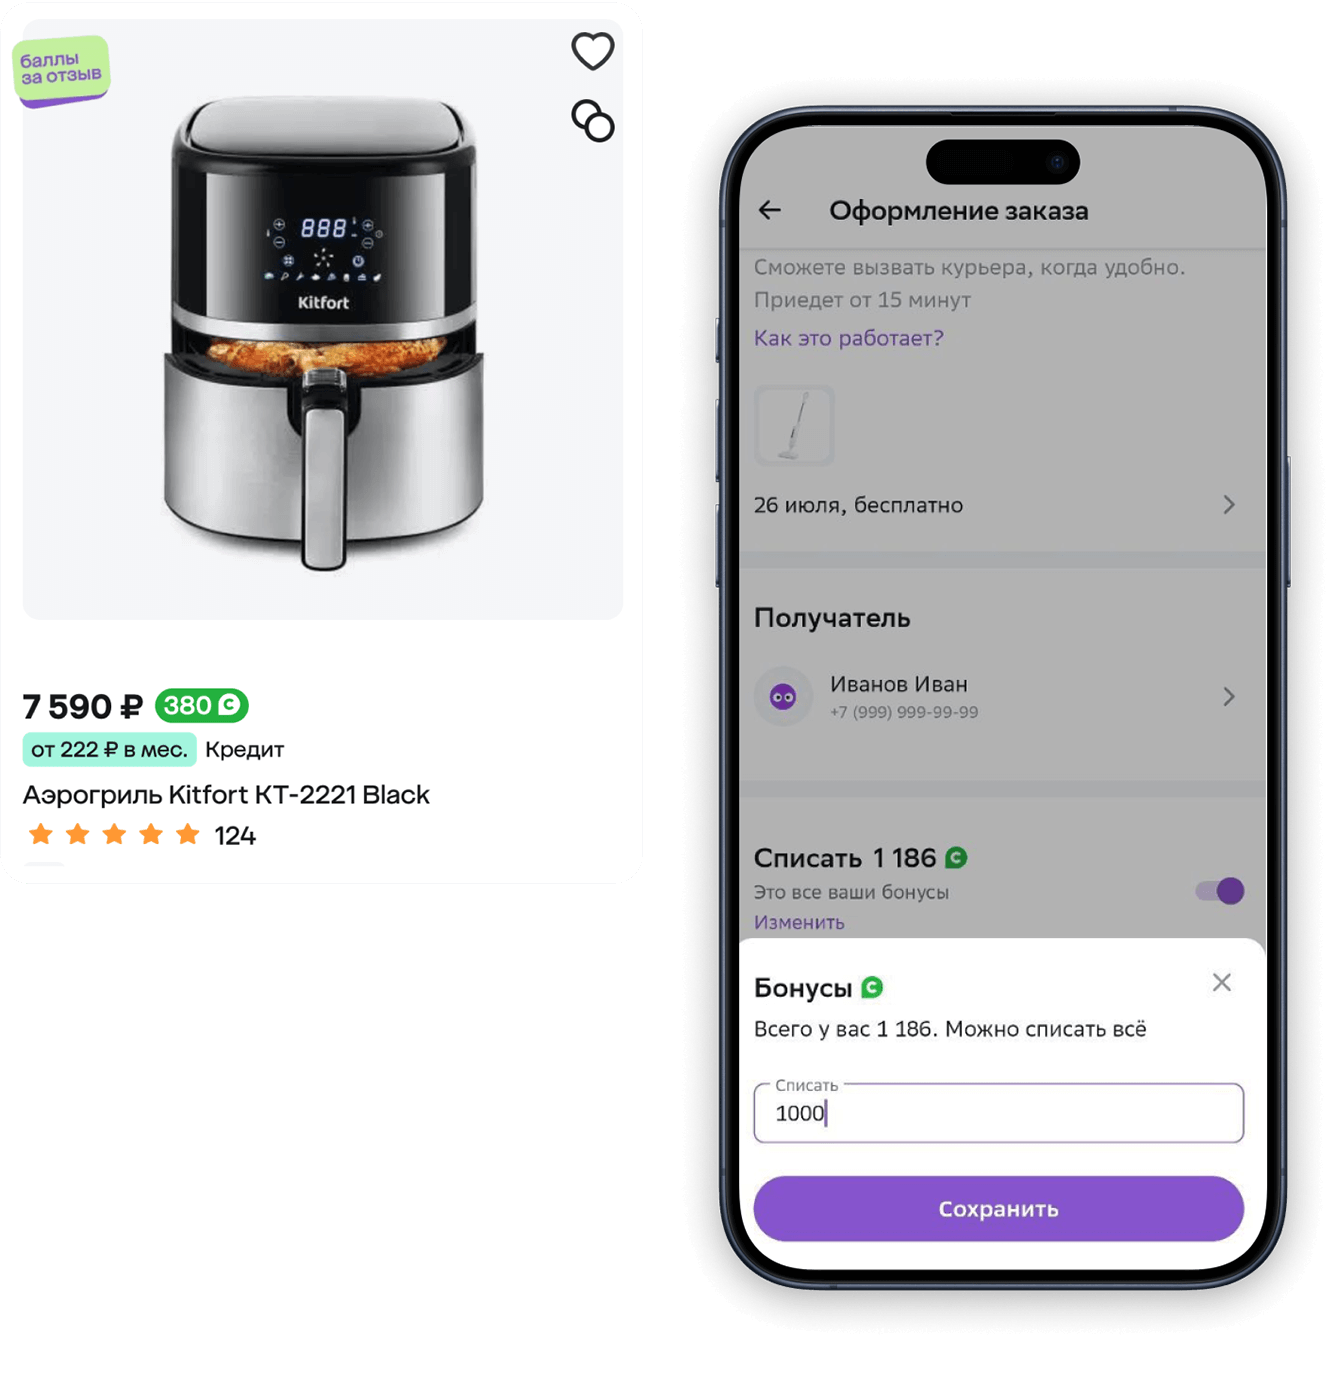 баллы
за отзыв
888
Kitfort
7 590 ₽ 380
от 222 ₽ в мес. Кредит
Аэрогриль Kitfort КТ-2221 Black
124
Оформление заказа
Сможете вызвать курьера, когда удобно.
Приедет от 15 минут
Как это работает?
26 июля, бесплатно
Получатель
Иванов Иван
+7 (999) 999-99-99
Списать 1 186
Это все ваши бонусы
Изменить
Бонусы
Всего у вас 1 186. Можно списать всё
Списать
1000
Сохранить